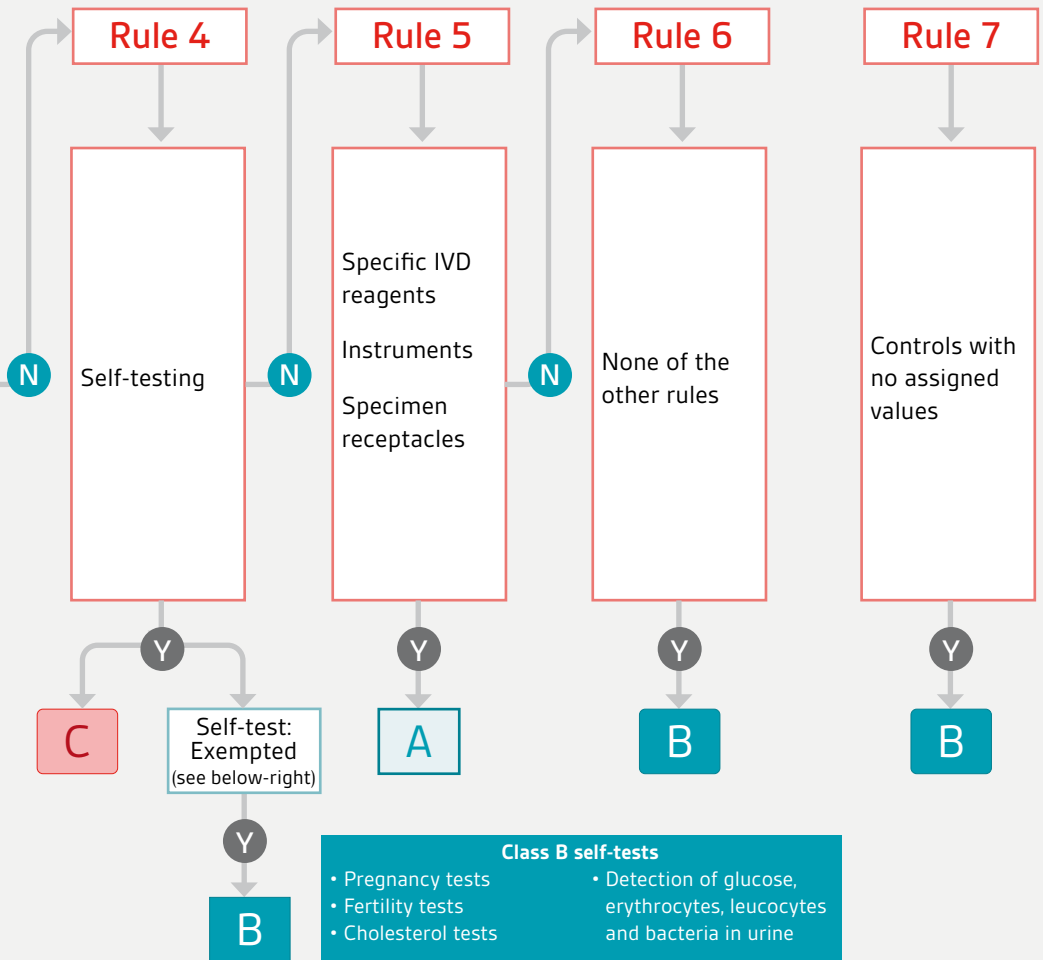 Rule 4
Rule 5
Rule 6
Rule 7
N
Self-testing
N
Specific IVD
reagents
Instruments
Specimen
receptacles
N
None of the
other rules
Controls with
no assigned
values
Y
Y
Y
Y
C
Self-test:
Exempted
(see below-right)
A
B
B
Y
B
Class B self-tests
• Pregnancy tests
• Fertility tests
• Cholesterol tests
• Detection of glucose,
erythrocytes, leucocytes
and bacteria in urine